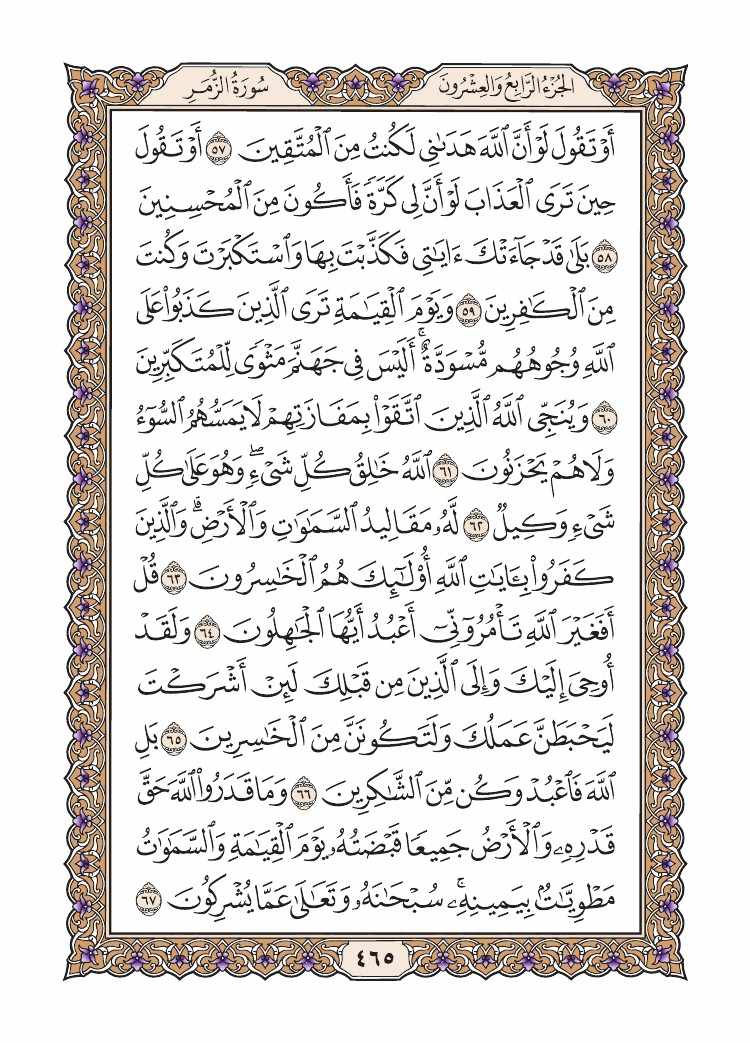 الجُزْءُ الرَّابِعُ وَالعِشْرُونَ
سُورَةُ الزُّمَرِ
أَوْ تَقُولَ لَوْ أَنَّ ٱللَّهَ هَدَىٰنِى لَكُنتُ مِنَ ٱلْمُتَّقِينَ ٥٧ أَوْ تَقُولَ
حِينَ تَرَى ٱلْعَذَابَ لَوْ أَنَّ لِى كَرَّةً فَأَكُونَ مِنَ ٱلْمُحْسِنِينَ
٥٨ بَلَىٰ قَدْ جَآءَتْكَ ءَايَٰتِى فَكَذَّبْتَ بِهَا وَٱسْتَكْبَرْتَ وَكُنتَ
مِنَ ٱلْكَٰفِرِينَ ٥٩ وَيَوْمَ ٱلْقِيَٰمَةِ تَرَى ٱلَّذِينَ كَذَبُوا۟ عَلَى
ٱللَّهِ وُجُوهُهُم مُّسْوَدَّةٌ ۚ أَلَيْسَ فِى جَهَنَّمَ مَثْوًى لِّلْمُتَكَبِّرِينَ
٦٠ وَيُنَجِّى ٱللَّهُ ٱلَّذِينَ ٱتَّقَوْا۟ بِمَفَازَتِهِمْ لَا يَمَسُّهُمُ ٱلسُّوٓءُ
وَلَا هُمْ يَحْزَنُونَ ٦١ ٱللَّهُ خَٰلِقُ كُلِّ شَىْءٍ ۖ وَهُوَ عَلَىٰ كُلِّ
شَىْءٍ وَكِيلٌ ٦٢ لَّهُۥ مَقَالِيدُ ٱلسَّمَٰوَٰتِ وَٱلْأَرْضِ ۗ وَٱلَّذِينَ
كَفَرُوا۟ بِـَٔايَٰتِ ٱللَّهِ أُو۟لَٰٓئِكَ هُمُ ٱلْخَٰسِرُونَ ٦٣ قُلْ
أَفَغَيْرَ ٱللَّهِ تَأْمُرُوٓنِّىٓ أَعْبُدُ أَيُّهَا ٱلْجَٰهِلُونَ ٦٤ وَلَقَدْ
أُوحِىَ إِلَيْكَ وَإِلَى ٱلَّذِينَ مِن قَبْلِكَ لَئِنْ أَشْرَكْتَ
لَيَحْبَطَنَّ عَمَلُكَ وَلَتَكُونَنَّ مِنَ ٱلْخَٰسِرِينَ ٦٥ بَلِ
ٱللَّهَ فَٱعْبُدْ وَكُن مِّنَ ٱلشَّٰكِرِينَ ٦٦ وَمَا قَدَرُوا۟ ٱللَّهَ حَقَّ
قَدْرِهِۦ وَٱلْأَرْضُ جَمِيعًا قَبْضَتُهُۥ يَوْمَ ٱلْقِيَٰمَةِ وَٱلسَّمَٰوَٰتُ
مَطْوِيَّٰتٌۢ بِيَمِينِهِۦ ۚ سُبْحَٰنَهُۥ وَتَعَٰلَىٰ عَمَّا يُشْرِكُونَ ٦٧
٤٦٥